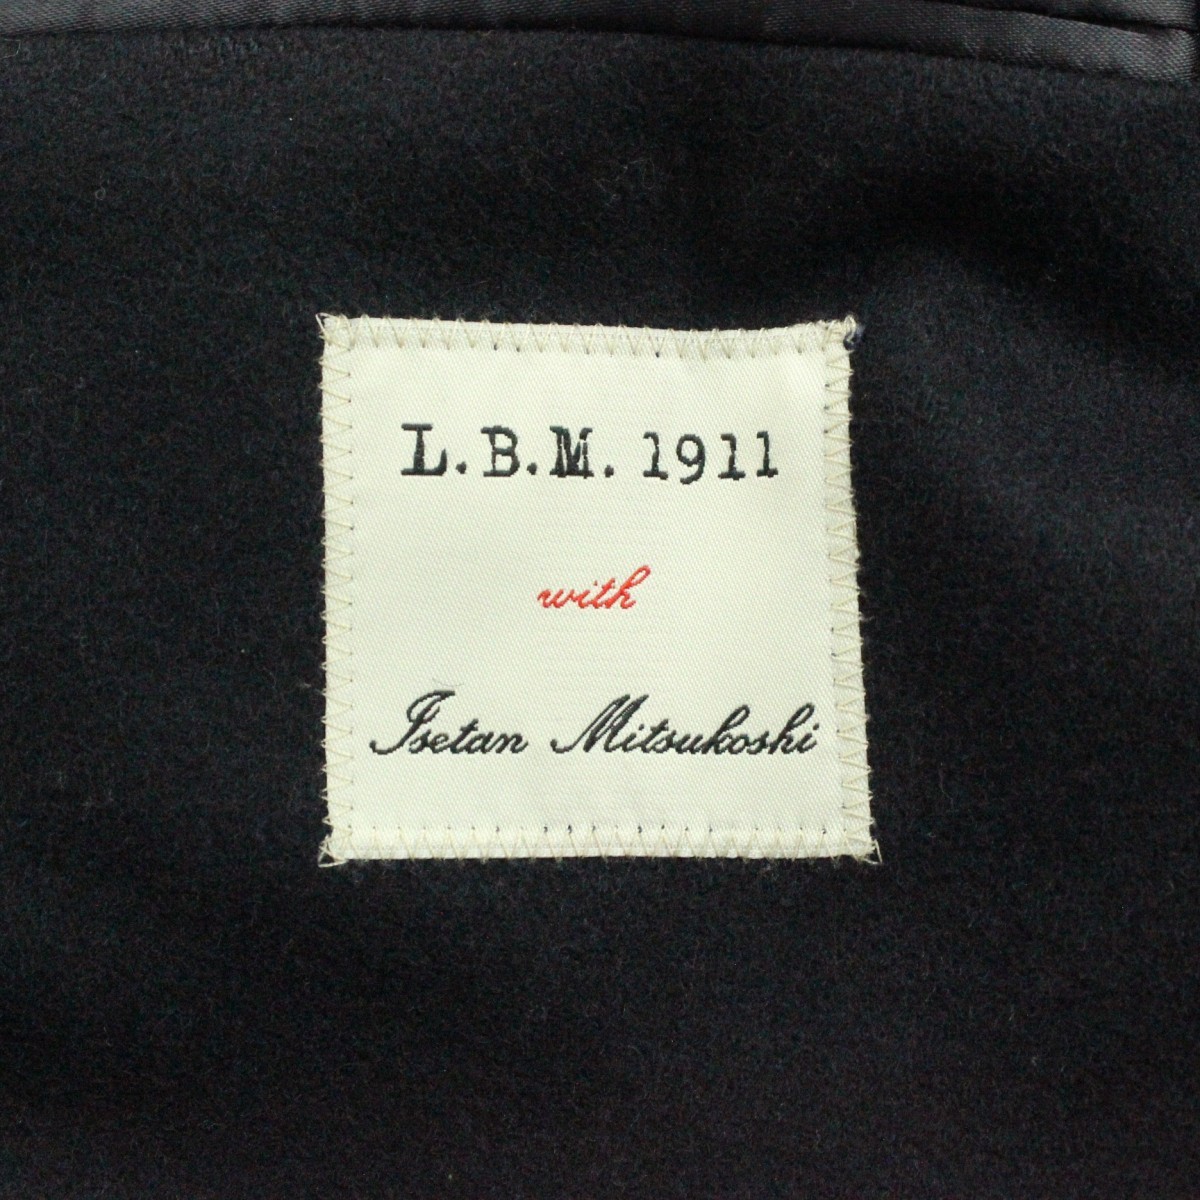 L.B.M. 1911
with
Isetan Mitsukoshi